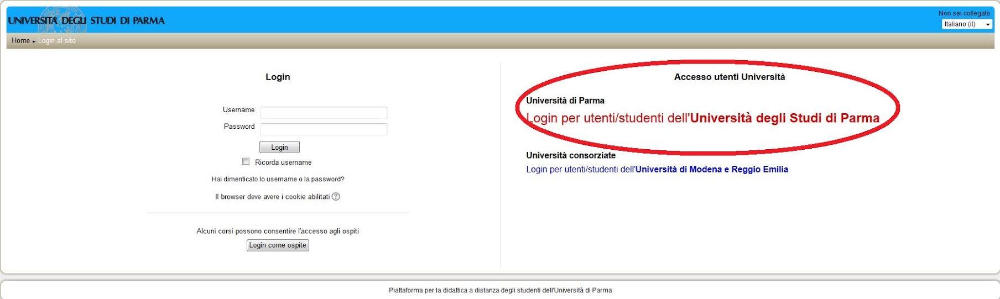 UNIVERSITÀ DEGLI STUDI DI PARMA
Non sei collegato
Italiano (it)
Home ► Login al sito
Login
Username
Password
Login
Ricorda username
Hai dimenticato lo username o la password?
Il browser deve avere i cookie abilitati ?
Alcuni corsi possono consentire l'accesso agli ospiti
Login come ospite
Accesso utenti Università
Università di Parma
Login per utenti/studenti dell'Università degli Studi di Parma
Università consorziate
Login per utenti/studenti dell'Università di Modena e Reggio Emilia
Piattaforma per la didattica a distanza degli studenti dell'Università di Parma